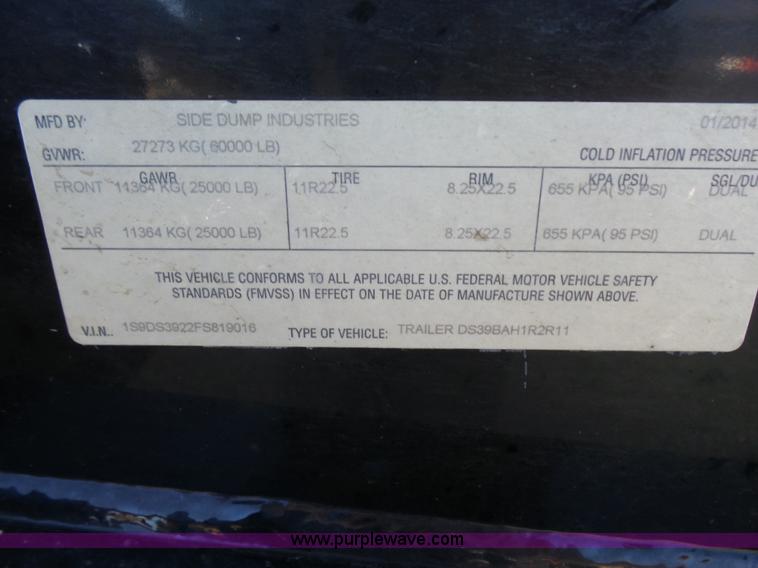 MFD BY: SIDE DUMP INDUSTRIES 01/2014
GVWR: 27273 KG( 60000 LB) COLD INFLATION PRESSURE
GAWR TIRE RIM KPA (PSI) SGL/DU
FRONT 11364 KG( 25000 LB) 11R22.5 8.25X22.5 655 KPA( 95 PSI) DUAL
REAR 11364 KG( 25000 LB) 11R22.5 8.25X22.5 655 KPA( 95 PSI) DUAL
THIS VEHICLE CONFORMS TO ALL APPLICABLE U.S. FEDERAL MOTOR VEHICLE SAFETY
STANDARDS (FMVSS) IN EFFECT ON THE DATE OF MANUFACTURE SHOWN ABOVE.
V.I.N.. 1S9DS3922FS819016 TYPE OF VEHICLE: TRAILER DS39BAH1R2R11
www.purplewave.com